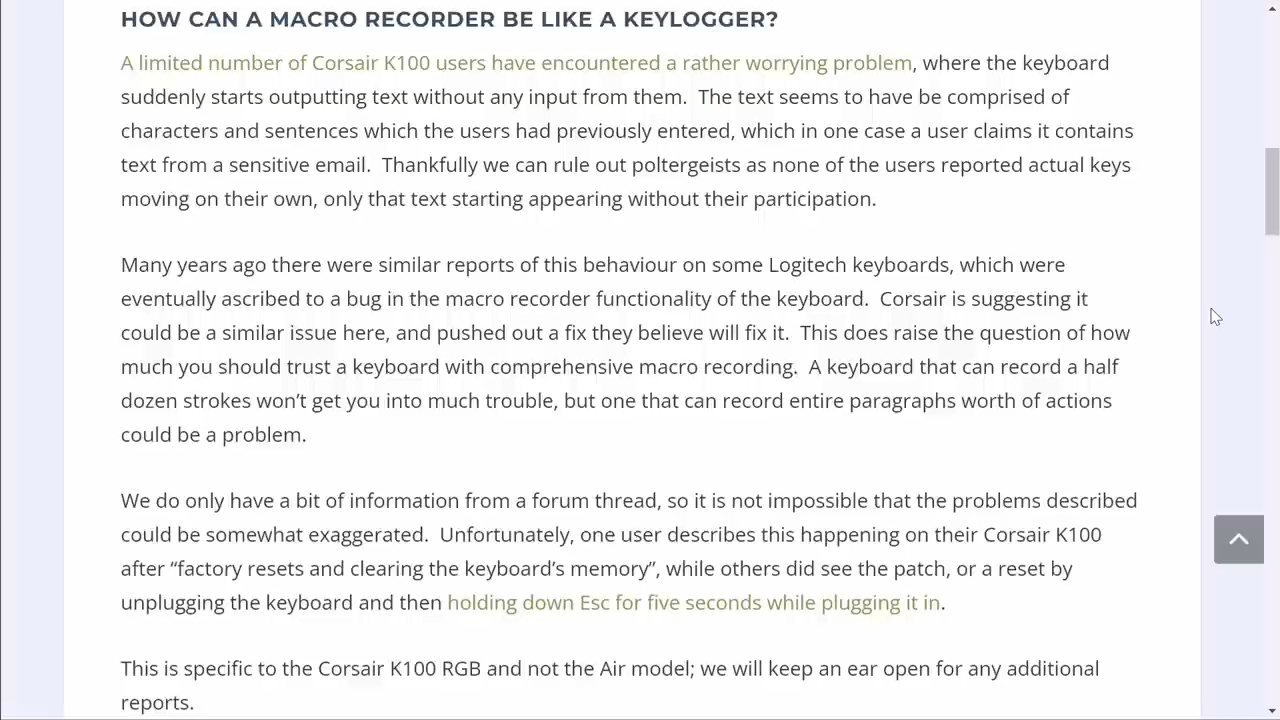 HOW CAN A MACRO RECORDER BE LIKE A KEYLOGGER?
A limited number of Corsair K100 users have encountered a rather worrying problem, where the keyboard
suddenly starts outputting text without any input from them.  The text seems to have be comprised of
characters and sentences which the users had previously entered, which in one case a user claims it contains
text from a sensitive email.  Thankfully we can rule out poltergeists as none of the users reported actual keys
moving on their own, only that text starting appearing without their participation.
Many years ago there were similar reports of this behaviour on some Logitech keyboards, which were
eventually ascribed to a bug in the macro recorder functionality of the keyboard.  Corsair is suggesting it
could be a similar issue here, and pushed out a fix they believe will fix it.  This does raise the question of how
much you should trust a keyboard with comprehensive macro recording.  A keyboard that can record a half
dozen strokes won’t get you into much trouble, but one that can record entire paragraphs worth of actions
could be a problem.
We do only have a bit of information from a forum thread, so it is not impossible that the problems described
could be somewhat exaggerated.  Unfortunately, one user describes this happening on their Corsair K100
after “factory resets and clearing the keyboard’s memory”, while others did see the patch, or a reset by
unplugging the keyboard and then holding down Esc for five seconds while plugging it in.
This is specific to the Corsair K100 RGB and not the Air model; we will keep an ear open for any additional
reports.